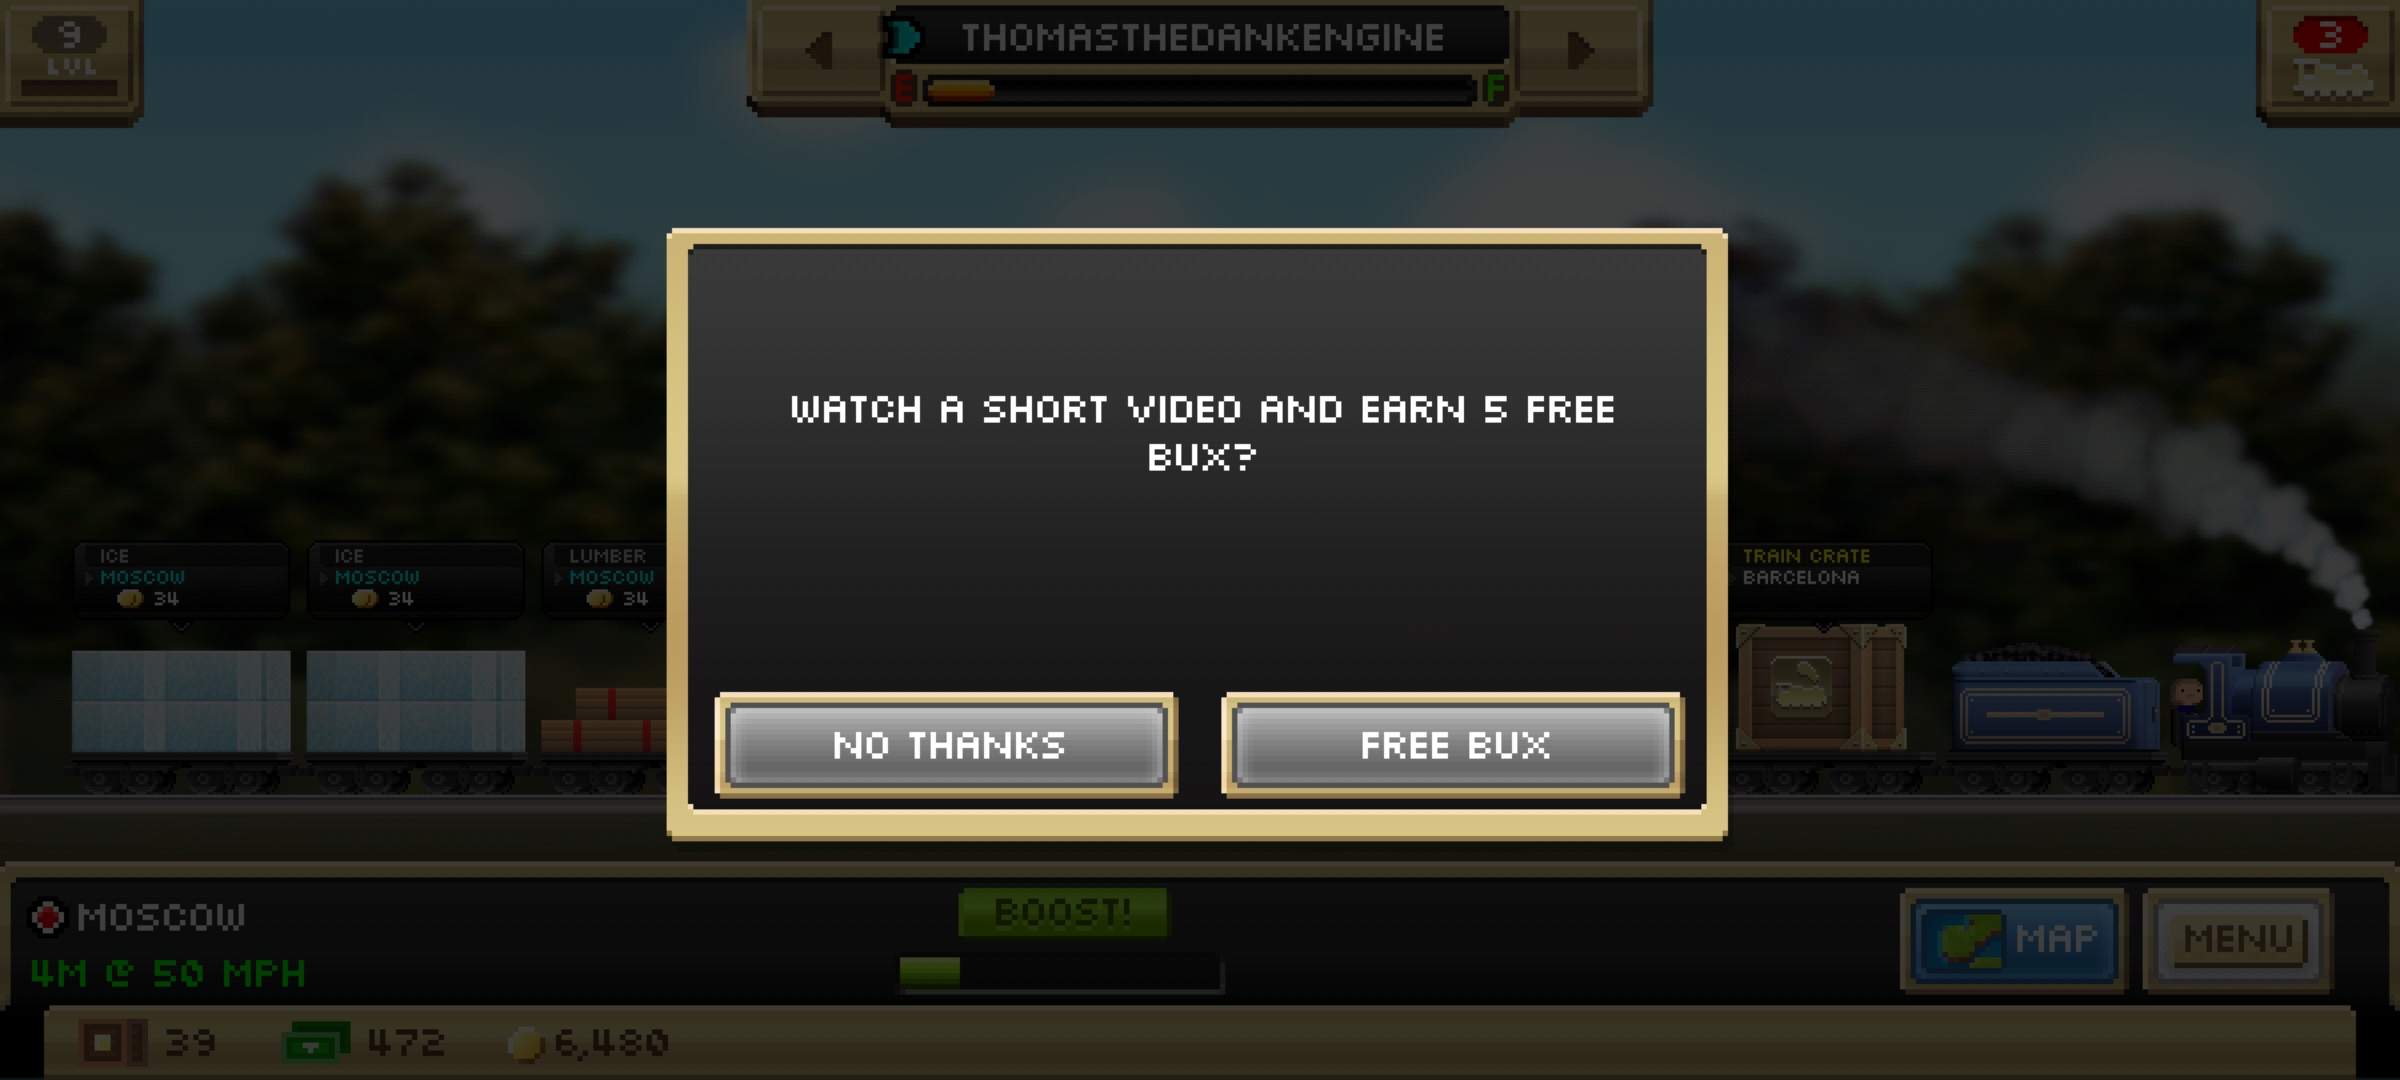 9
LVL
THOMASTHEDANKENGINE
E F
3
WATCH A SHORT VIDEO AND EARN 5 FREE
BUX?
NO THANKS
FREE BUX
ICE
MOSCOW
34
ICE
MOSCOW
34
LUMBER
MOSCOW
34
TRAIN CRATE
BARCELONA
MOSCOW
4M @ 50 MPH
BOOST!
MAP
MENU
39
472
6,480